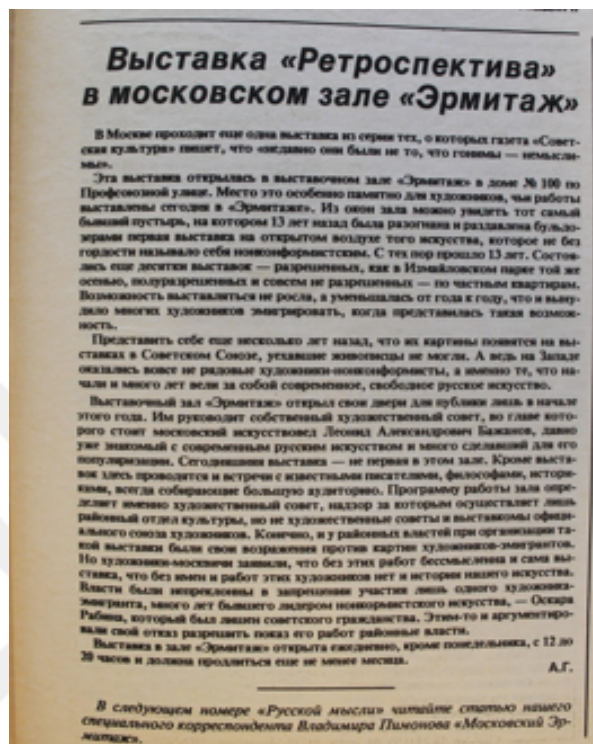 Выставка «Ретроспектива»
в московском зале «Эрмитаж»
В Москве проходит еще одна выставка из серии тех, о которых газета «Совет-
ская культура» пишет, что «недавно они были не то, что гонимы — немысли-
мы».
Эта выставка открылась в выставочном зале «Эрмитаж» в доме № 100 по
Профсоюзной улице. Место это особенно памятно для художников, чьи работы
выставлены сегодня в «Эрмитаже». Из окон зала можно увидеть тот самый
бывший пустырь, на котором 13 лет назад была разогнана и раздавлена бульдо-
зерами первая выставка на открытом воздухе того искусства, которое не без
гордости называло себя нонконформистским. С тех пор прошло 13 лет. Состоя-
лись еще десятки выставок — разрешенных, как в Измайловском парке той же
осенью, полуразрешенных и совсем не разрешенных — по частным квартирам.
Возможность выставляться не росла, а уменьшалась от года к году, что и выну-
дило многих художников эмигрировать, когда представилась такая возмож-
ность.
Представить себе еще несколько лет назад, что их картины появятся на вы-
ставках в Советском Союзе, уехавшие живописцы не могли. А ведь на Западе
оказались вовсе не рядовые художники-нонконформисты, а именно те, что на-
чали и много лет вели за собой современное, свободное русское искусство.
Выставочный зал «Эрмитаж» открыл свои двери для публики лишь в начале
этого года. Им руководит собственный художественный совет, во главе кото-
рого стоит московский искусствовед Леонид Александрович Бажанов, давно
уже знакомый с современным русским искусством и много сделавший для его
популяризации. Сегодняшняя выставка — не первая в этом зале. Кроме выста-
вок здесь проводятся и встречи с известными писателями, философами, истори-
ками, всегда собирающие большую аудиторию. Программу работы зала опре-
деляет именно художественный совет, надзор за которым осуществляет лишь
районный отдел культуры, но не художественные советы и выставкомы офици-
ального союза художников. Конечно, и у районных властей при организации та-
кой выставки были свои возражения против картин художников-эмигрантов.
Но художники-москвичи заявили, что без этих работ бессмысленна и сама вы-
ставка, что без имен и работ этих художников нет и истории нашего искусства.
Власти были непреклонны в запрещении участия лишь одного художника-
эмигранта, много лет бывшего лидером нонкормистского искусства, — Оскара
Рабина, который был лишен советского гражданства. Этим-то и аргументиро-
вали свой отказ разрешить показ его работ районные власти.
Выставка в зале «Эрмитаж» открыта ежедневно, кроме понедельника, с 12 до
20 часов и должна продлиться еще не менее месяца.
А.Г.
В следующем номере «Русской мысли» читайте статью нашего
специального корреспондента Владимира Пимонова «Московский Эр-
митаж».